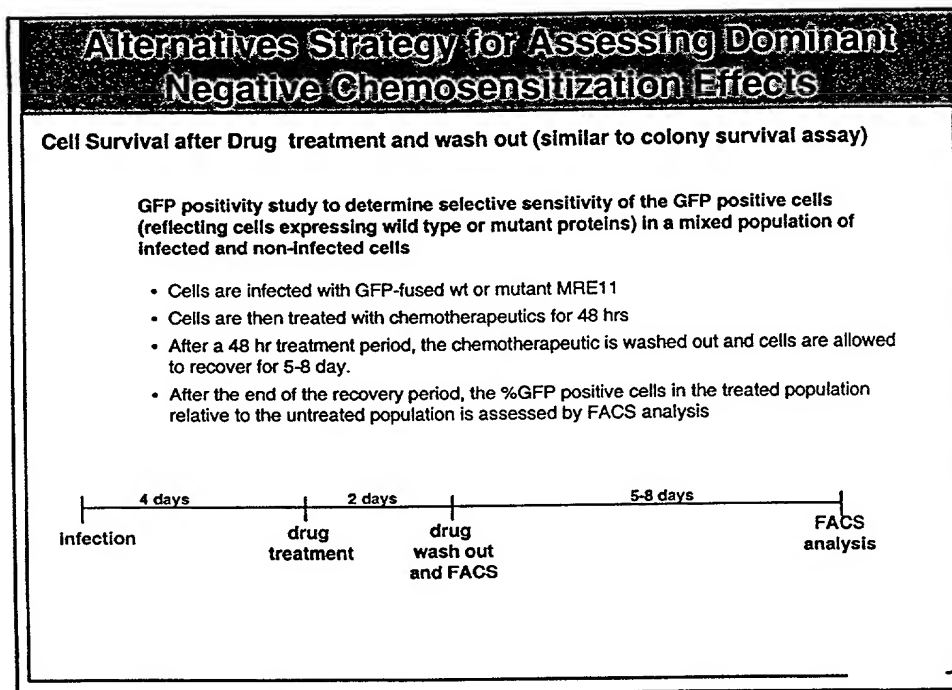 Alternatives Strategy for Assessing Dominant
Negative Chemosensitization Effects
Cell Survival after Drug treatment and wash out (similar to colony survival assay)
GFP positivity study to determine selective sensitivity of the GFP positive cells
(reflecting cells expressing wild type or mutant proteins) in a mixed population of
infected and non-infected cells
• Cells are infected with GFP-fused wt or mutant MRE11
• Cells are then treated with chemotherapeutics for 48 hrs
• After a 48 hr treatment period, the chemotherapeutic is washed out and cells are allowed
to recover for 5-8 day.
• After the end of the recovery period, the %GFP positive cells in the treated population
relative to the untreated population is assessed by FACS analysis
4 days 2 days 5-8 days
infection
drug
treatment
drug
wash out
and FACS
FACS
analysis